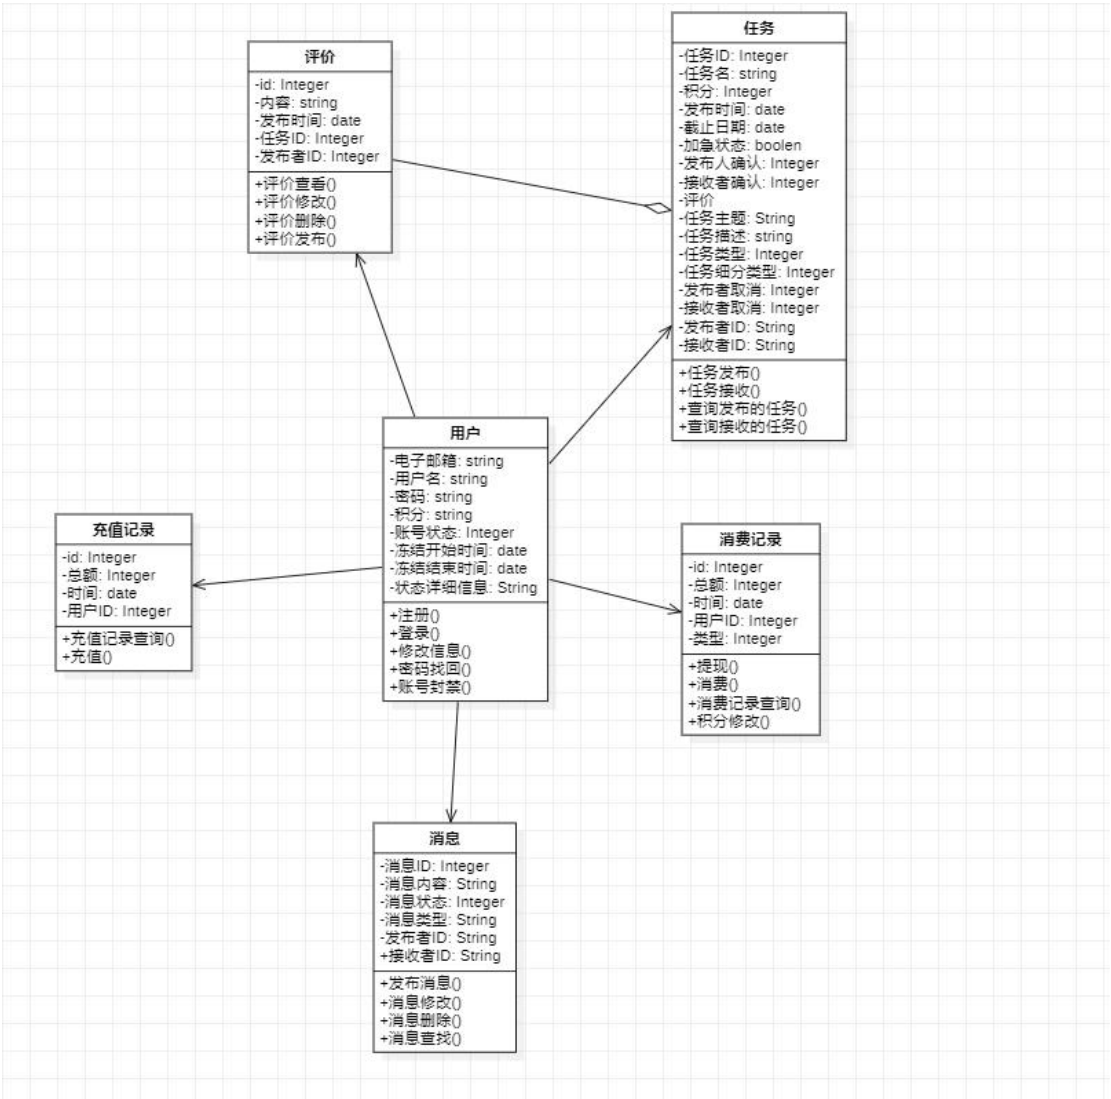 评价
-id: Integer
-内容: string
-发布时间: date
-任务ID: Integer
-发布者ID: Integer
+评价查看()
+评价修改()
+评价删除()
+评价发布()
任务
-任务ID: Integer
-任务名: string
-积分: Integer
-发布时间: date
-截止日期: date
-加急状态: boolen
-发布人确认: Integer
-接收者确认: Integer
-评价
-任务主题: String
-任务描述: string
-任务类型: Integer
-任务细分类型: Integer
-发布者取消: Integer
-接收者取消: Integer
-发布者ID: String
-接收者ID: String
+任务发布()
+任务接收()
+查询发布的任务()
+查询接收的任务()
用户
-电子邮箱: string
-用户名: string
-密码: string
-积分: string
-账号状态: Integer
-冻结开始时间: date
-冻结结束时间: date
-状态详细信息: String
+注册()
+登录()
+修改信息()
+密码找回()
+账号封禁()
充值记录
-id: Integer
-总额: Integer
-时间: date
-用户ID: Integer
+充值记录查询()
+充值()
消费记录
-id: Integer
-总额: Integer
-时间: date
-用户ID: Integer
-类型: Integer
+提现()
+消费()
+消费记录查询()
+积分修改()
消息
-消息ID: Integer
-消息内容: String
-消息状态: Integer
-消息类型: String
-发布者ID: String
+接收者ID: String
+发布消息()
+消息修改()
+消息删除()
+消息查找()